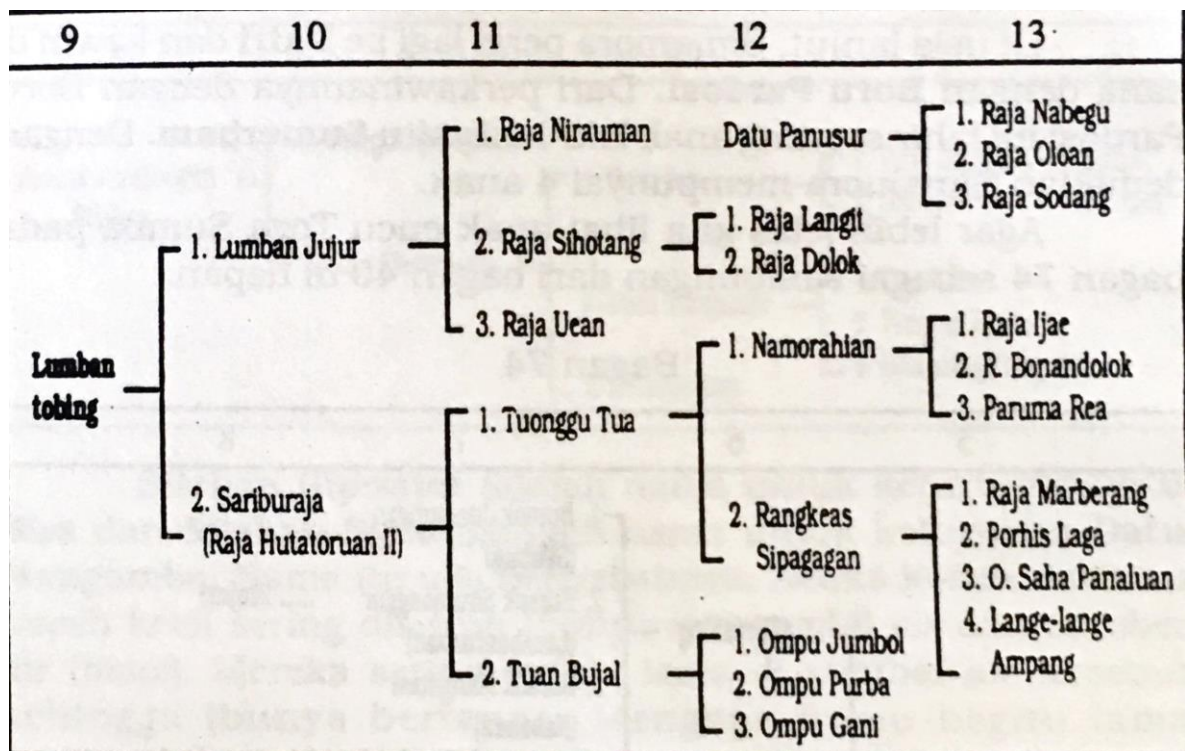 9 10 11 12 13
1. Raja Nirauman
Datu Panusur
1. Raja Nabegu
2. Raja Oloan
3. Raja Sodang
1. Lumban Jujur
2. Raja Sihotang
1. Raja Langit
2. Raja Dolok
3. Raja Uean
Lumban
tobing
1. Namorahian
1. Raja Ijae
2. R. Bonandolok
3. Paruma Rea
1. Tuonggu Tua
2. Sariburaja
(Raja Hutatoruan II)
2. Rangkeas
Sipagagan
1. Raja Marberang
2. Porhis Laga
3. O. Saha Panaluan
4. Lange-lange
Ampang
2. Tuan Bujal
1. Ompu Jumbol
2. Ompu Purba
3. Ompu Gani